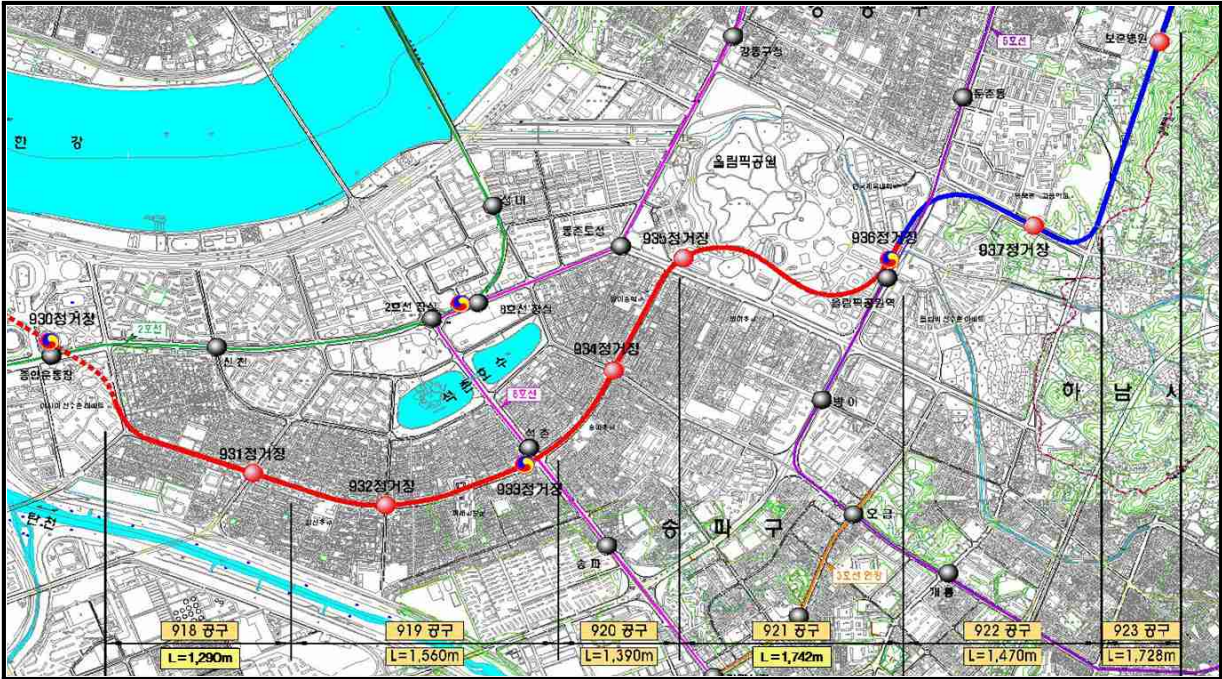 강 동 구
5호선
보훈병원
강동구청
둔촌동
한 강
올림픽공원
성내
몽촌토성
935정거장
936정거장
937정거장
2호선 잠실
8호선 잠실
올림픽공원역
930정거장
2호선
종합운동장
신천
934정거장
석촌호수
8호선
방이
하 남 시
석촌
931정거장
932정거장
933정거장
탄천
송 파 구
오금
송파
3호선 연장
개롱
918 공구
919 공구
920 공구
921 공구
922 공구
923 공구
L=1,290m
L=1,560m
L=1,390m
L=1,742m
L=1,470m
L=1,728m